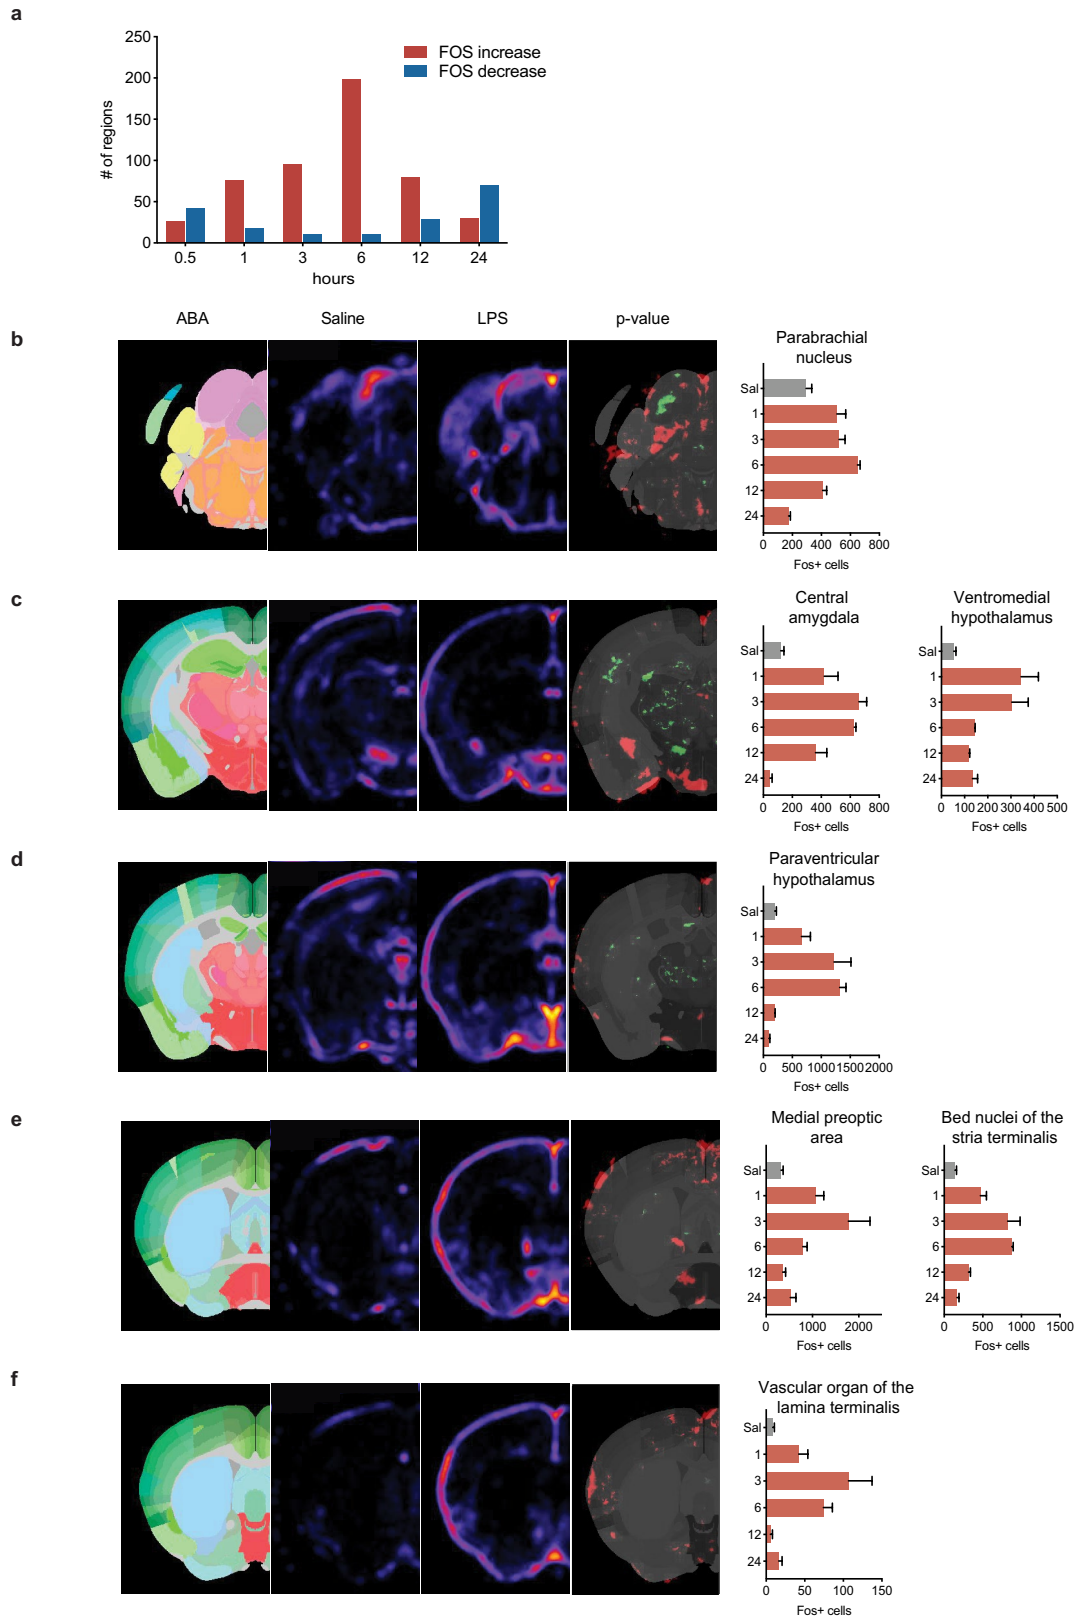 a
250
200
150
100
50
0
# of regions
FOS increase
FOS decrease
0.5 1 3 6 12 24
hours
ABA Saline LPS p-value
b
Parabrachial
nucleus
Sal
1
3
6
12
24
0 200 400 600 800
Fos+ cells
c
Central
amygdala
Sal
1
3
6
12
24
0 200 400 600 800
Fos+ cells
Ventromedial
hypothalamus
Sal
1
3
6
12
24
0 100 200 300 400 500
Fos+ cells
d
Paraventricular
hypothalamus
Sal
1
3
6
12
24
0 500 1000 1500 2000
Fos+ cells
e
Medial preoptic
area
Sal
1
3
6
12
24
0 1000 2000
Fos+ cells
Bed nuclei of the
stria terminalis
Sal
1
3
6
12
24
0 500 1000 1500
Fos+ cells
f
Vascular organ of the
lamina terminalis
Sal
1
3
6
12
24
0 50 100 150
Fos+ cells